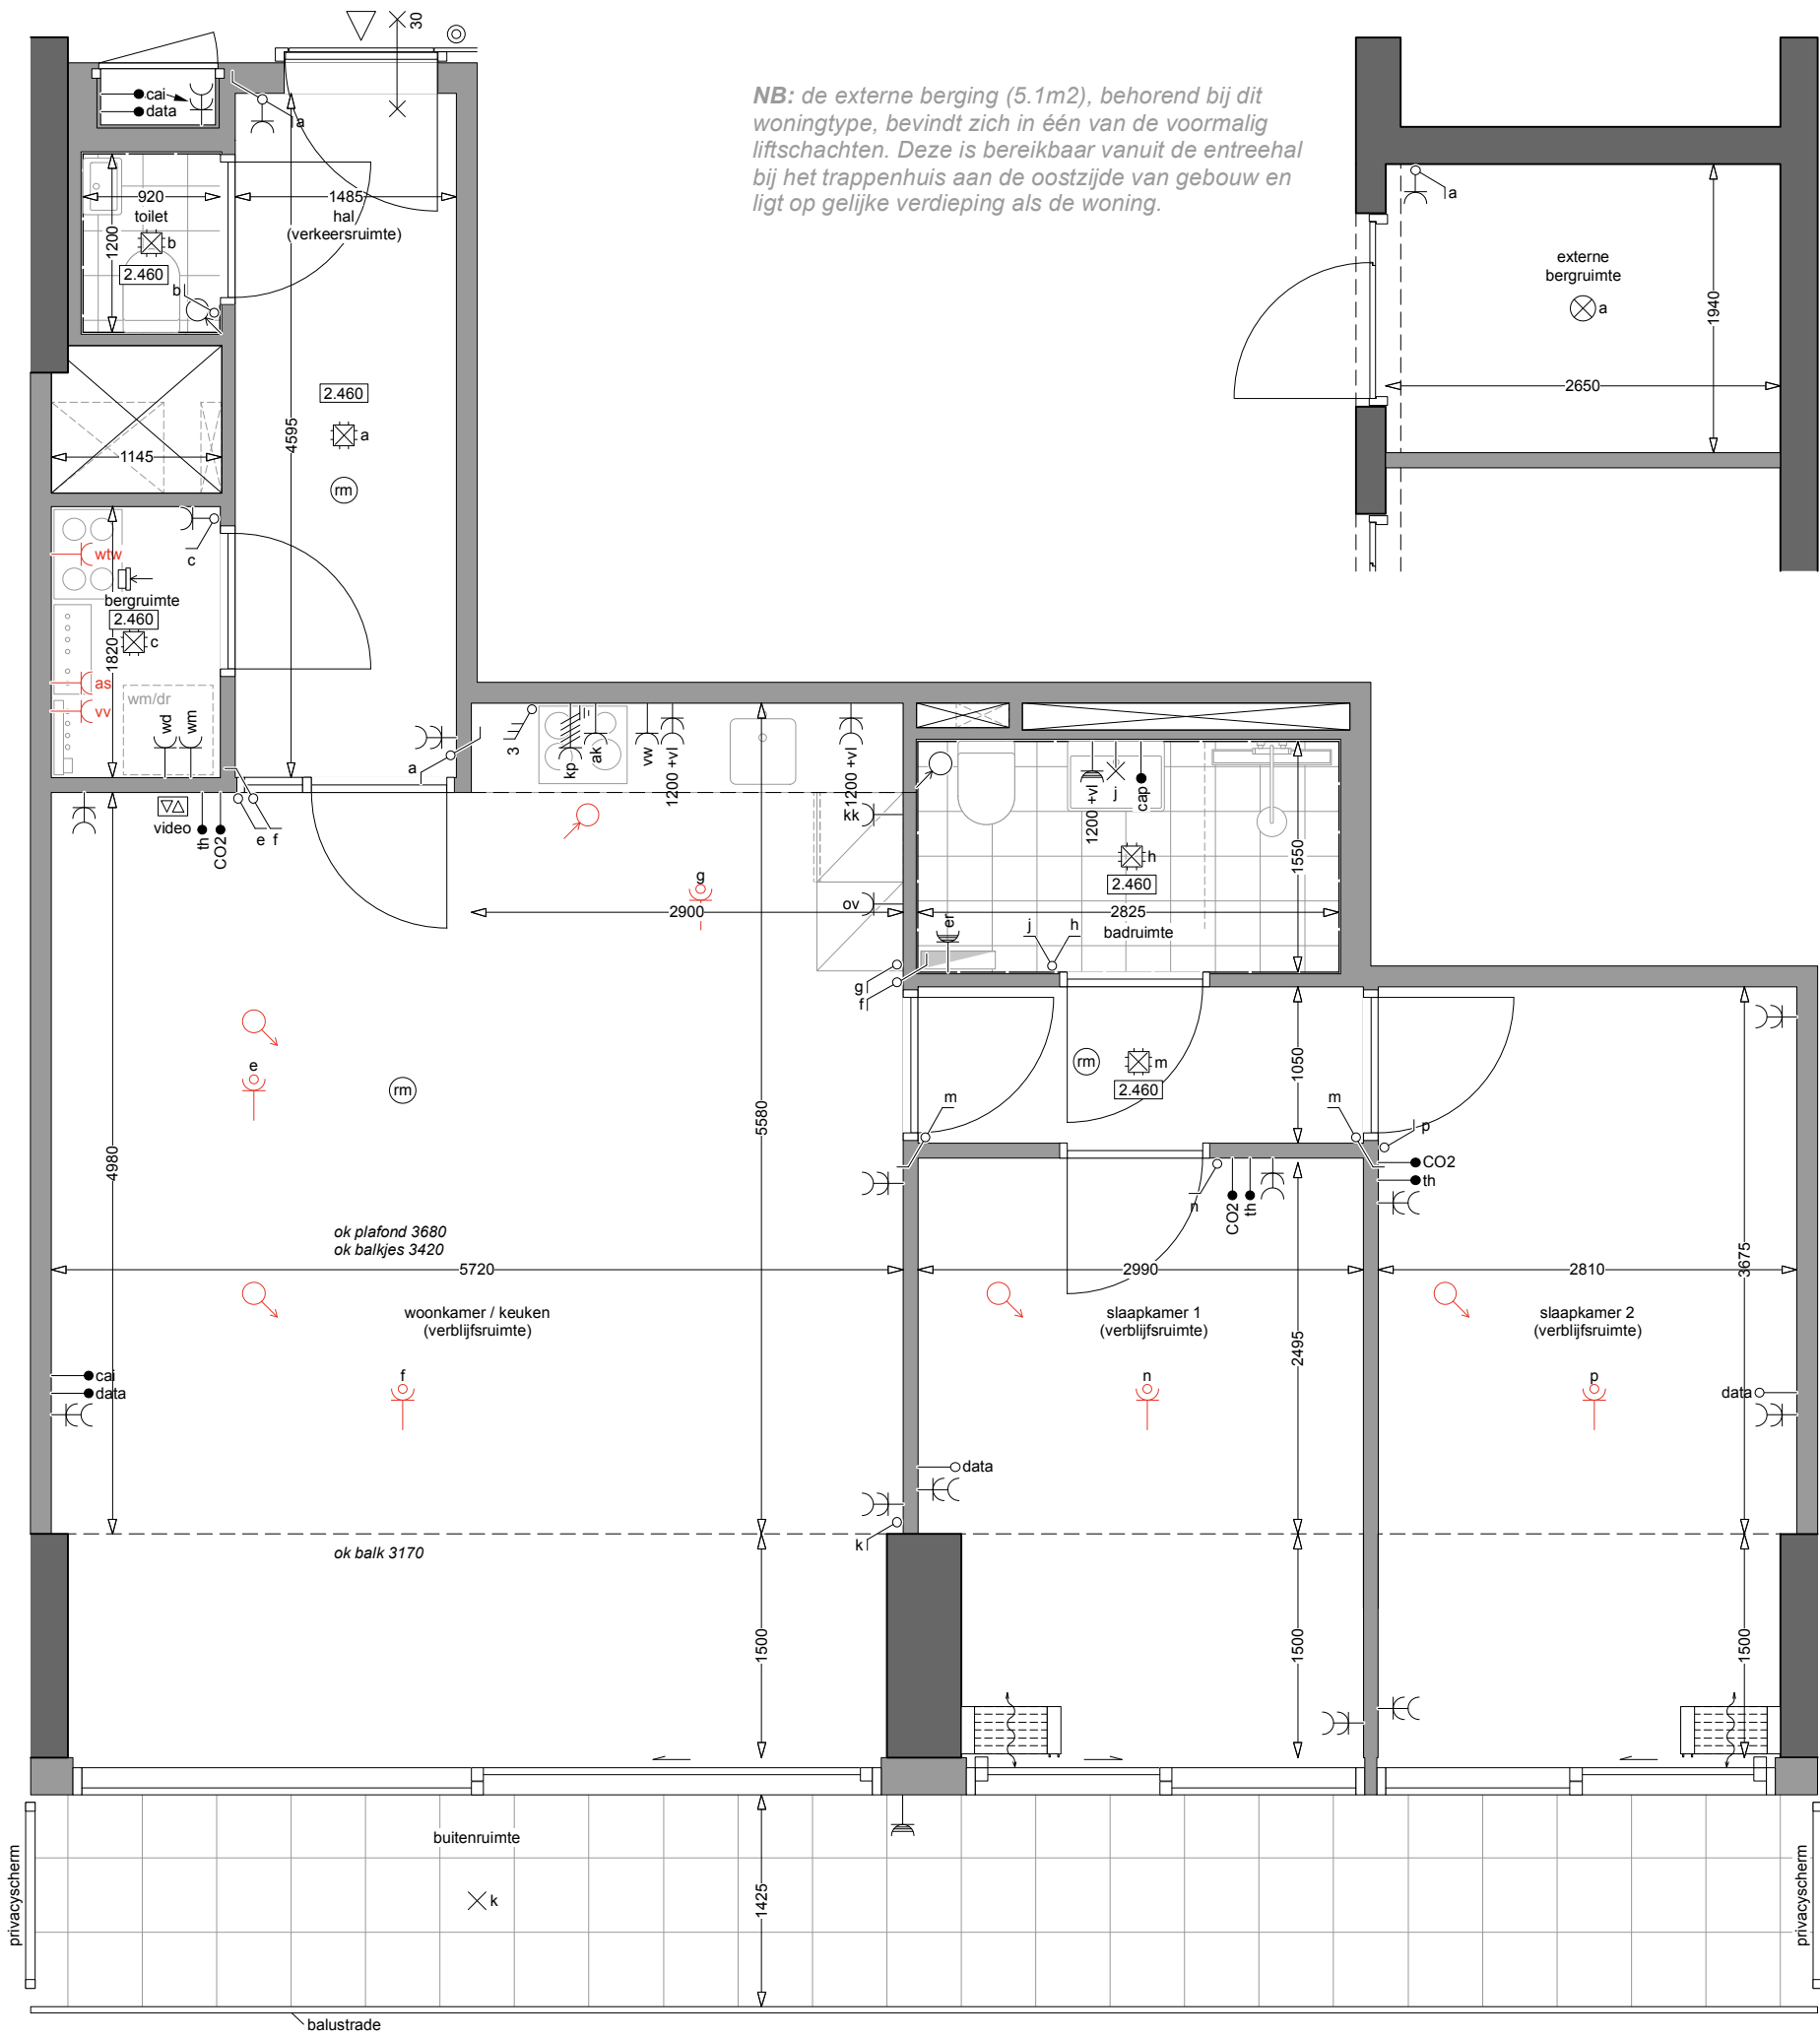 30
NB: de externe berging (5.1m2), behorend bij dit
woningtype, bevindt zich in één van de voormalig
liftschachten. Deze is bereikbaar vanuit de entreehal
bij het trappenhuis aan de oostzijde van gebouw en
ligt op gelijke verdieping als de woning.
cai
data
a
920
toilet
1200
b
2.460
b
1485
hal
(verkeersruimte)
4595
2.460
a
rm
1145
a
externe
bergruimte
a
1940
2650
c
wtw
bergruimte
2.460
c
1820
as
vv
wm/dr
wd
wm
a
3
kp
ak
vw
1200 +vl
1200 +vl
kk
ov
video
th
CO2
e
f
g
2900
g
f
1200 +vl
j
cap
h
2.460
1550
2825
badruimte
er
j
h
e
rm
4980
5580
m
rm
m
2.460
1050
m
p
CO2
th
n
CO2
th
ok plafond 3680
ok balkjes 3420
5720
woonkamer / keuken
(verblijfsruimte)
f
2990
slaapkamer 1
(verblijfsruimte)
n
2495
2810
slaapkamer 2
(verblijfsruimte)
p
3675
cai
data
data
data
k
ok balk 3170
1500
1500
1500
buitenruimte
k
1425
privacyscherm
privacyscherm
balustrade